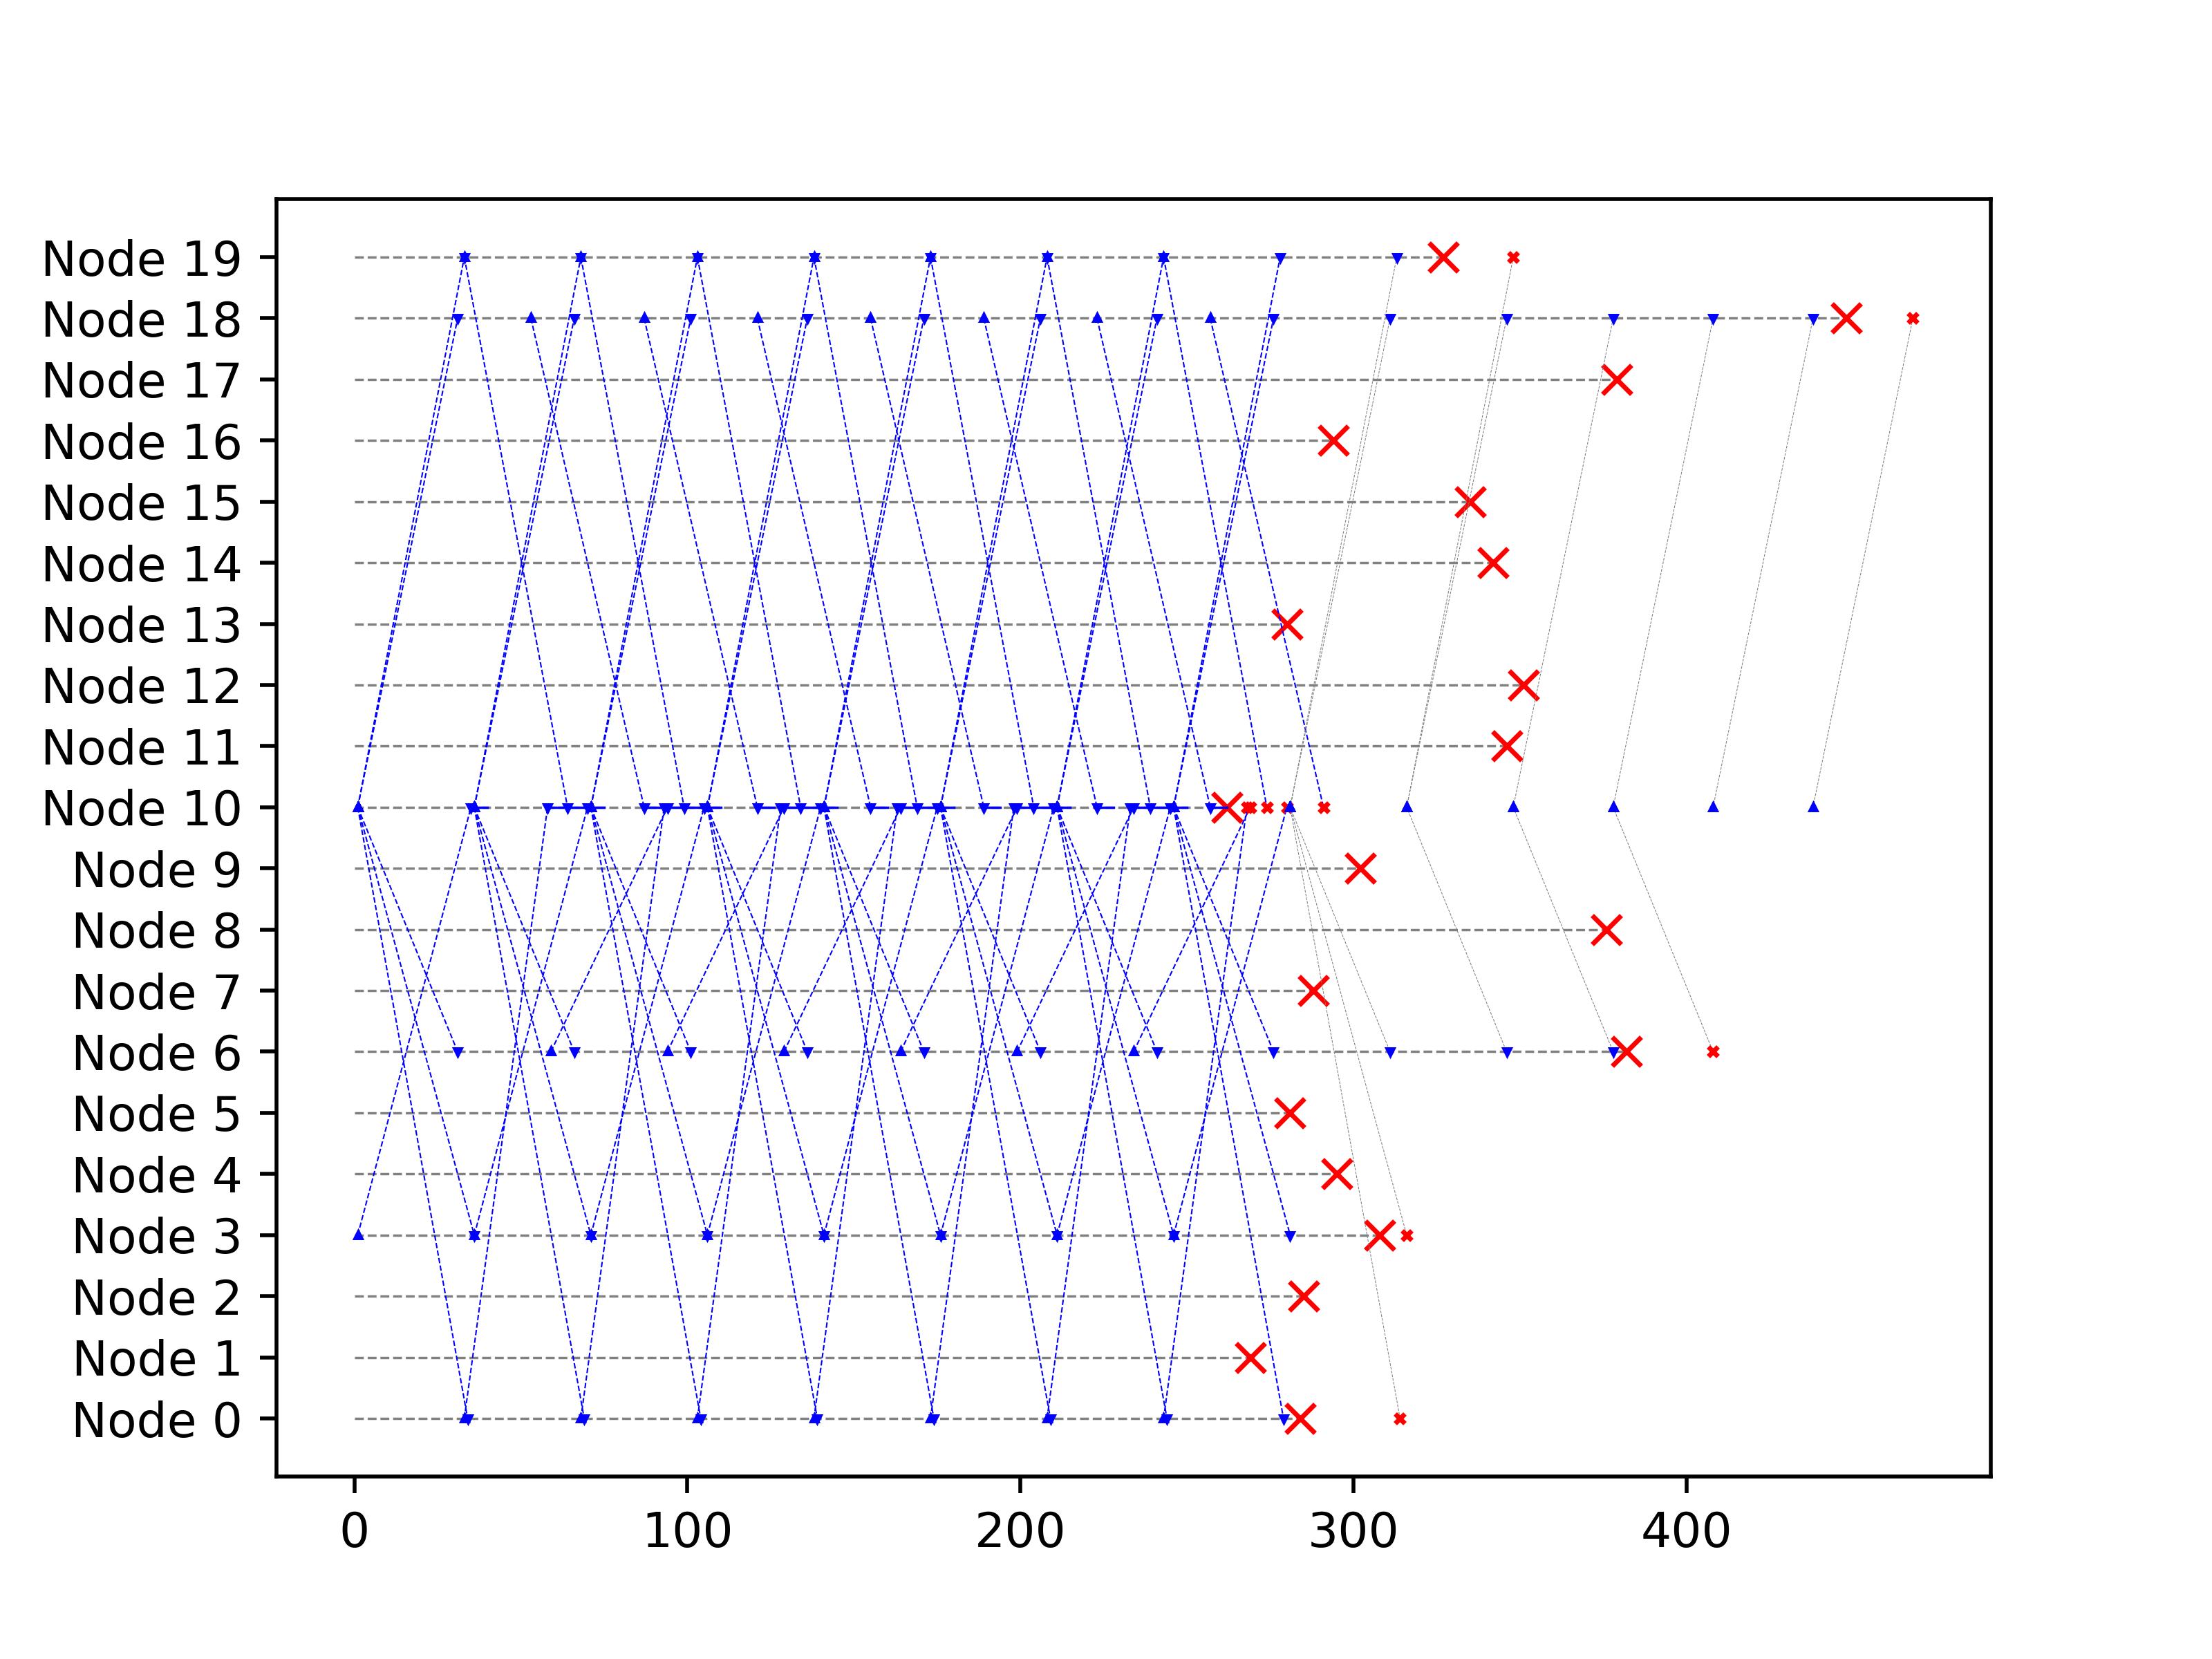 Node 19
Node 18
Node 17
Node 16
Node 15
Node 14
Node 13
Node 12
Node 11
Node 10
Node 9
Node 8
Node 7
Node 6
Node 5
Node 4
Node 3
Node 2
Node 1
Node 0
0 100 200 300 400